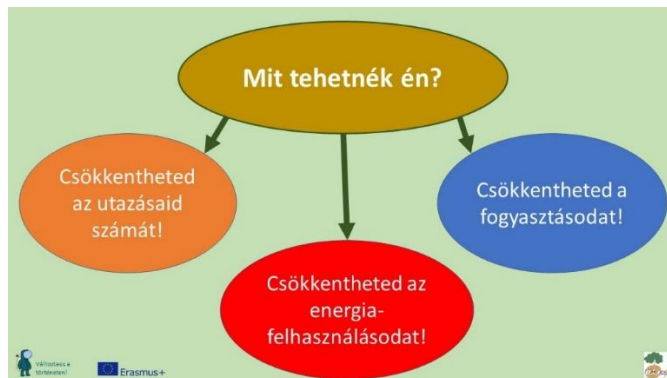 Mit tehetnék én?
Csökkentheted
az utazásaid
számát!
Csökkentheted a
fogyasztásodat!
Csökkentheted az
energia-
felhasználásodat!
Erasmus+